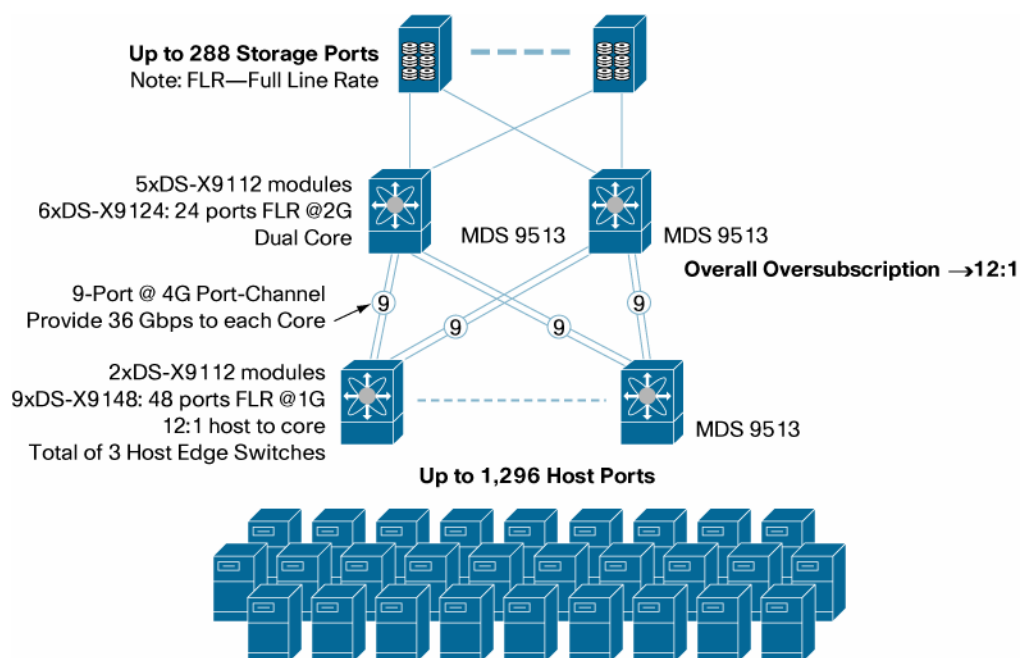 Up to 288 Storage Ports
Note: FLR—Full Line Rate
5xDS-X9112 modules
6xDS-X9124: 24 ports FLR @2G
Dual Core
MDS 9513
MDS 9513
Overall Oversubscription →12:1
9-Port @ 4G Port-Channel
Provide 36 Gbps to each Core
9
9
9
9
2xDS-X9112 modules
9xDS-X9148: 48 ports FLR @1G
12:1 host to core
Total of 3 Host Edge Switches
MDS 9513
Up to 1,296 Host Ports